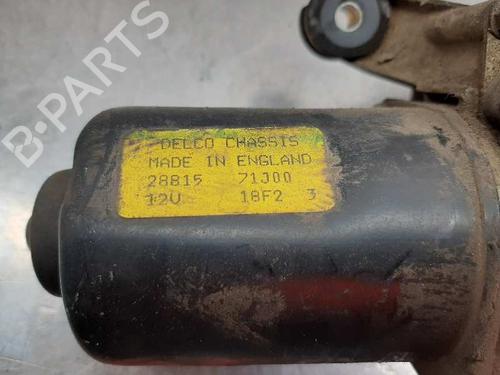 B-PARTS
DELCO CHASSIS
MADE IN ENGLAND
28815 71J00
12V 18F2 3